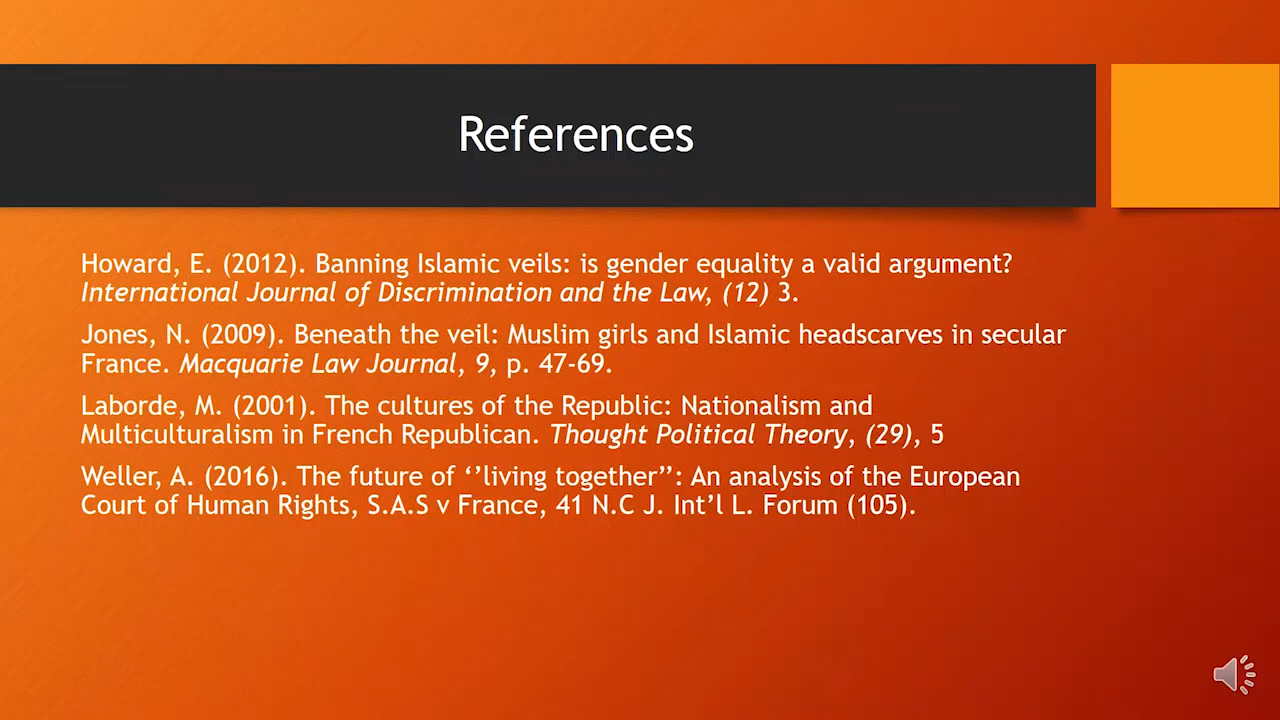 References
Howard, E. (2012). Banning Islamic veils: is gender equality a valid argument?
International Journal of Discrimination and the Law, (12) 3.
Jones, N. (2009). Beneath the veil: Muslim girls and Islamic headscarves in secular
France. Macquarie Law Journal, 9, p. 47-69.
Laborde, M. (2001). The cultures of the Republic: Nationalism and
Multiculturalism in French Republican. Thought Political Theory, (29), 5
Weller, A. (2016). The future of ‘’living together’’: An analysis of the European
Court of Human Rights, S.A.S v France, 41 N.C J. Int’l L. Forum (105).